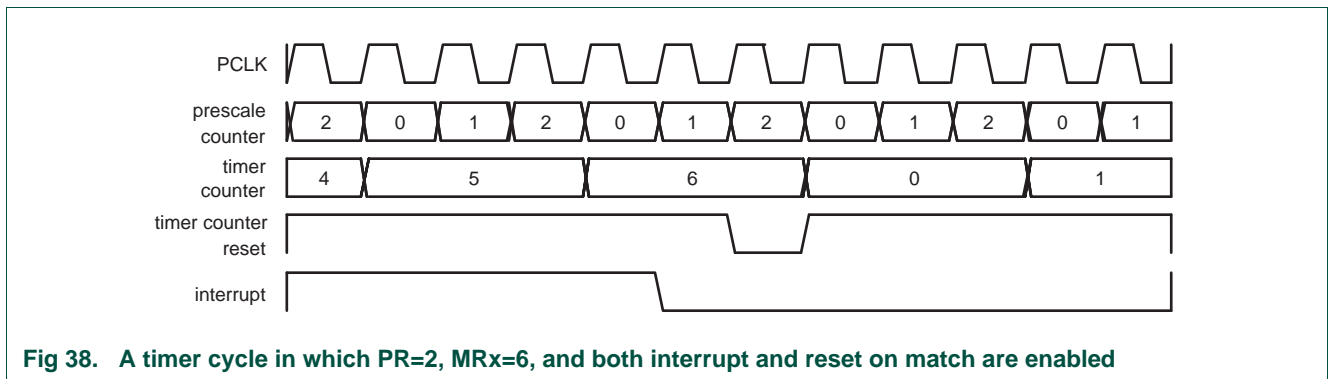 PCLK
prescale
counter
2 0 1 2 0 1 2 0 1 2 0 1
timer
counter
4 5 6 0 1
timer counter
reset
interrupt
Fig 38. A timer cycle in which PR=2, MRx=6, and both interrupt and reset on match are enabled